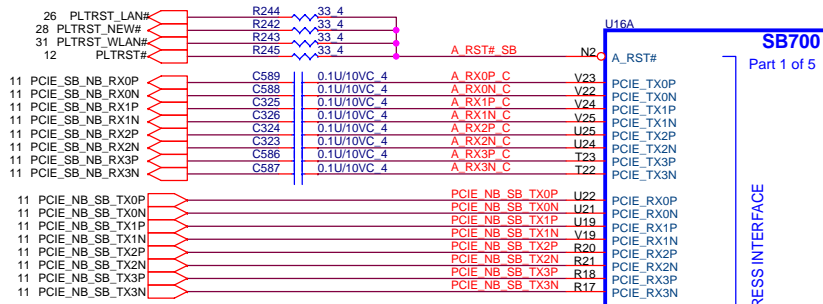 26 PLTRST_LAN# R244 33_4
28 PLTRST_NEW# R242 33_4
31 PLTRST_WLAN# R243 33_4
12 PLTRST# R245 33_4 A_RST#_SB N2 A_RST#
U16A
SB700
Part 1 of 5
11 PCIE_SB_NB_RX0P C589 0.1U/10VC_4 A_RX0P_C V23 PCIE_TX0P
11 PCIE_SB_NB_RX0N C588 0.1U/10VC_4 A_RX0N_C V22 PCIE_TX0N
11 PCIE_SB_NB_RX1P C325 0.1U/10VC_4 A_RX1P_C V24 PCIE_TX1P
11 PCIE_SB_NB_RX1N C326 0.1U/10VC_4 A_RX1N_C V25 PCIE_TX1N
11 PCIE_SB_NB_RX2P C324 0.1U/10VC_4 A_RX2P_C U25 PCIE_TX2P
11 PCIE_SB_NB_RX2N C323 0.1U/10VC_4 A_RX2N_C U24 PCIE_TX2N
11 PCIE_SB_NB_RX3P C586 0.1U/10VC_4 A_RX3P_C T23 PCIE_TX3P
11 PCIE_SB_NB_RX3N C587 0.1U/10VC_4 A_RX3N_C T22 PCIE_TX3N
11 PCIE_NB_SB_TX0P PCIE_NB_SB_TX0P U22 PCIE_RX0P
11 PCIE_NB_SB_TX0N PCIE_NB_SB_TX0N U21 PCIE_RX0N
11 PCIE_NB_SB_TX1P PCIE_NB_SB_TX1P U19 PCIE_RX1P
11 PCIE_NB_SB_TX1N PCIE_NB_SB_TX1N V19 PCIE_RX1N
11 PCIE_NB_SB_TX2P PCIE_NB_SB_TX2P R20 PCIE_RX2P
11 PCIE_NB_SB_TX2N PCIE_NB_SB_TX2N R21 PCIE_RX2N
11 PCIE_NB_SB_TX3P PCIE_NB_SB_TX3P R18 PCIE_RX3P
11 PCIE_NB_SB_TX3N PCIE_NB_SB_TX3N R17 PCIE_RX3N
RESS INTERFACE